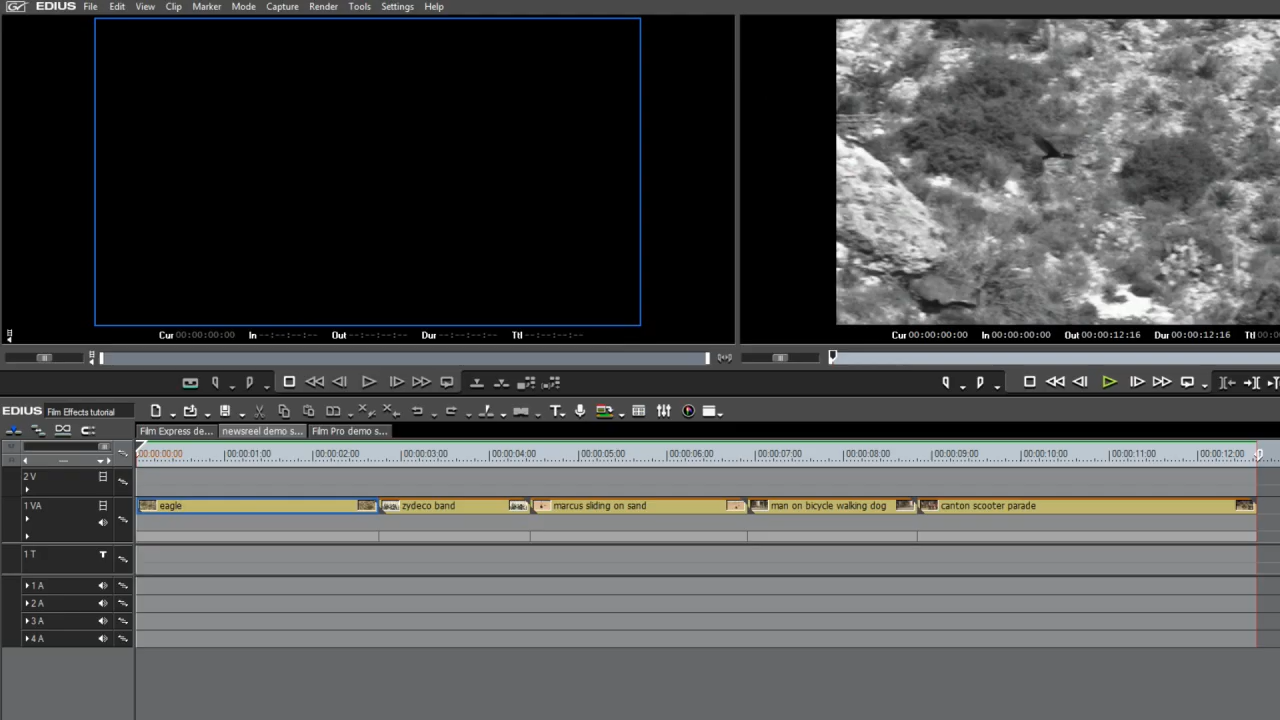 EDIUS File Edit View Clip Marker Mode Capture Render Tools Settings Help
Cur 00:00:00:00 In --:--:--:-- Out --:--:--:-- Dur --:--:--:-- Ttl --:--:--:--
Cur 00:00:00:00 In 00:00:00:00 Out 00:00:12:16 Dur 00:00:12:16 Ttl 00:0
EDIUS Film Effects tutorial
Film Express de... newsreel demo s... Film Pro demo s...
00:00:00:00 00:00:01:00 00:00:02:00 00:00:03:00 00:00:04:00 00:00:05:00 00:00:06:00 00:00:07:00 00:00:08:00 00:00:09:00 00:00:10:00 00:00:11:00 00:00:12:00
2 V
1 VA eagle zydeco band marcus sliding on sand man on bicycle walking dog canton scooter parade
1 T T
1 A
2 A
3 A
4 A